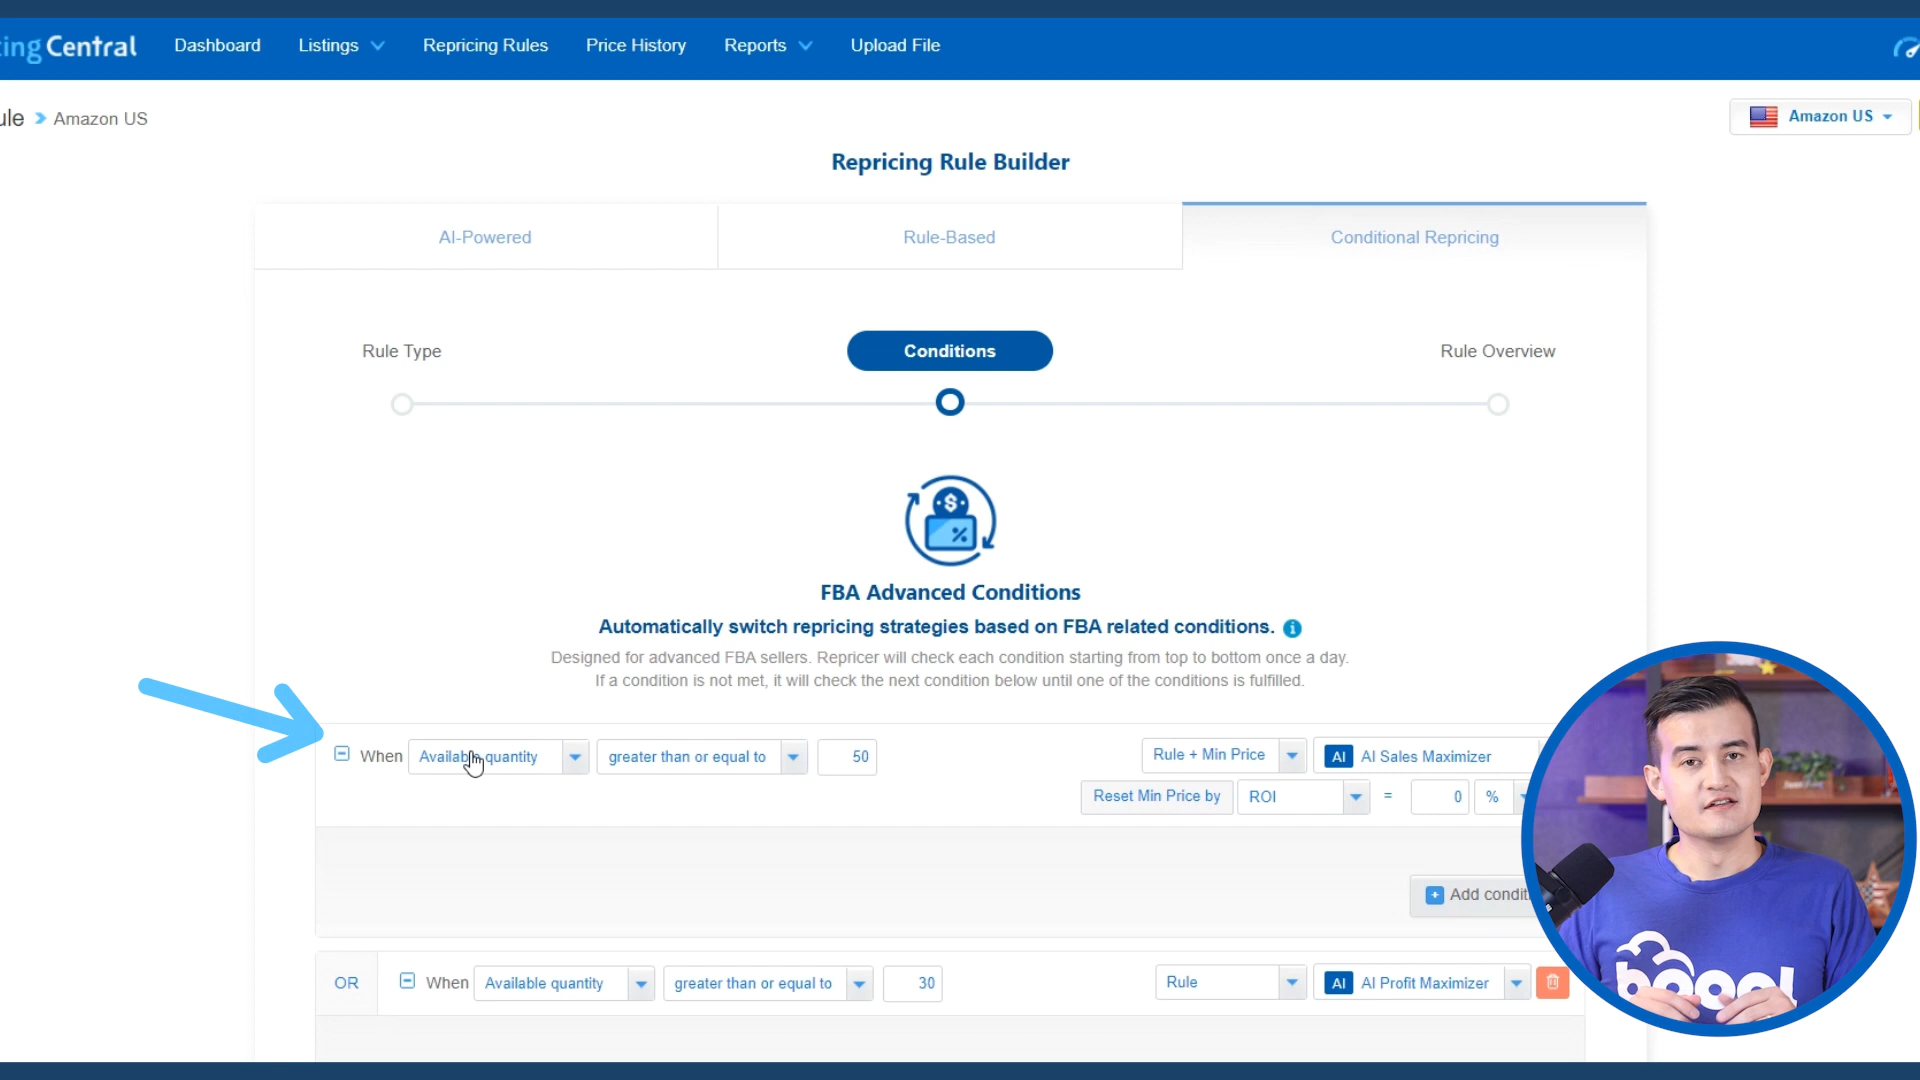 ing Central Dashboard Listings Repricing Rules Price History Reports Upload File
ule Amazon US
Amazon US
Repricing Rule Builder
AI-Powered Rule-Based Conditional Repricing
Rule Type Conditions Rule Overview
$
%
FBA Advanced Conditions
Automatically switch repricing strategies based on FBA related conditions. i
Designed for advanced FBA sellers. Repricer will check each condition starting from top to bottom once a day.
If a condition is not met, it will check the next condition below until one of the conditions is fulfilled.
When Available quantity greater than or equal to 50 Rule + Min Price AI AI Sales Maximizer
Reset Min Price by ROI = 0 %
+ Add condit
OR When Available quantity greater than or equal to 30 Rule AI AI Profit Maximizer
bqool